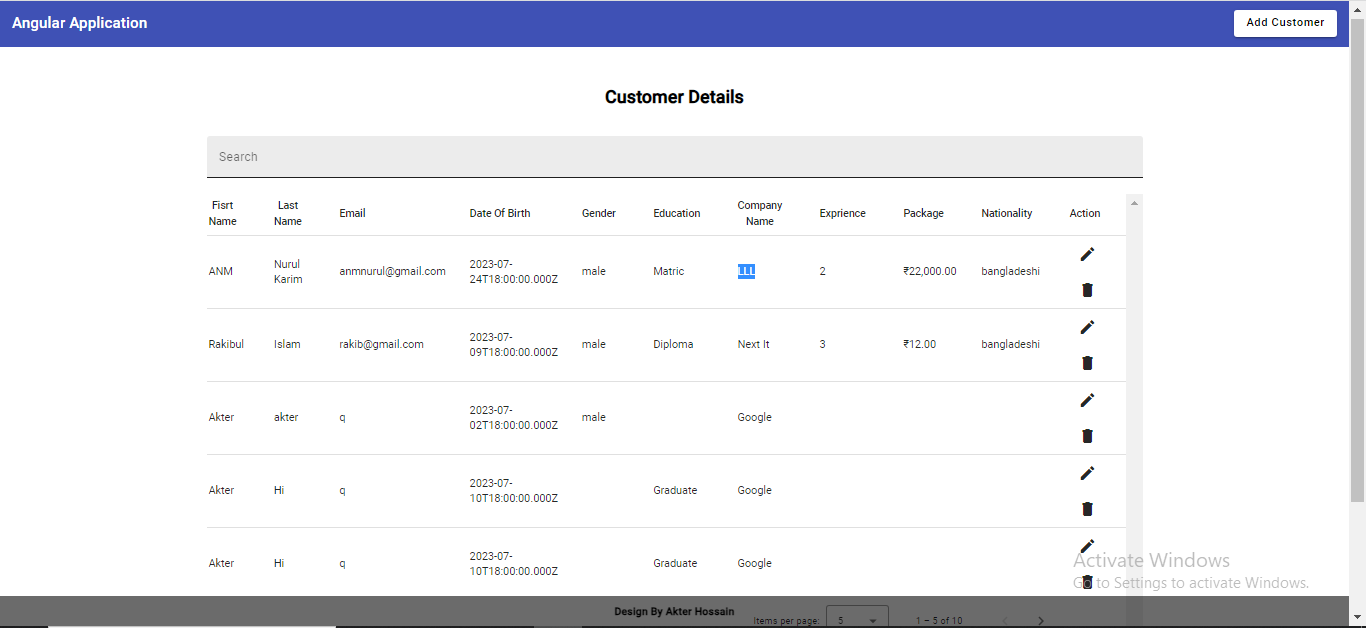 Angular Application
Add Customer
Customer Details
Search
Fisrt Name
Last Name
Email
Date Of Birth
Gender
Education
Company Name
Exprience
Package
Nationality
Action
ANM
Nurul Karim
anmnurul@gmail.com
2023-07-24T18:00:00.000Z
male
Matric
2
₹22,000.00
bangladeshi
Rakibul
Islam
rakib@gmail.com
2023-07-09T18:00:00.000Z
male
Diploma
Next It
3
₹12.00
bangladeshi
Akter
akter
q
2023-07-02T18:00:00.000Z
male
Google
Akter
Hi
q
2023-07-10T18:00:00.000Z
Graduate
Google
Akter
Hi
q
2023-07-10T18:00:00.000Z
Graduate
Google
Activate Windows
Go to Settings to activate Windows.
Design By Akter Hossain
Items per page:
5
1 – 5 of 10